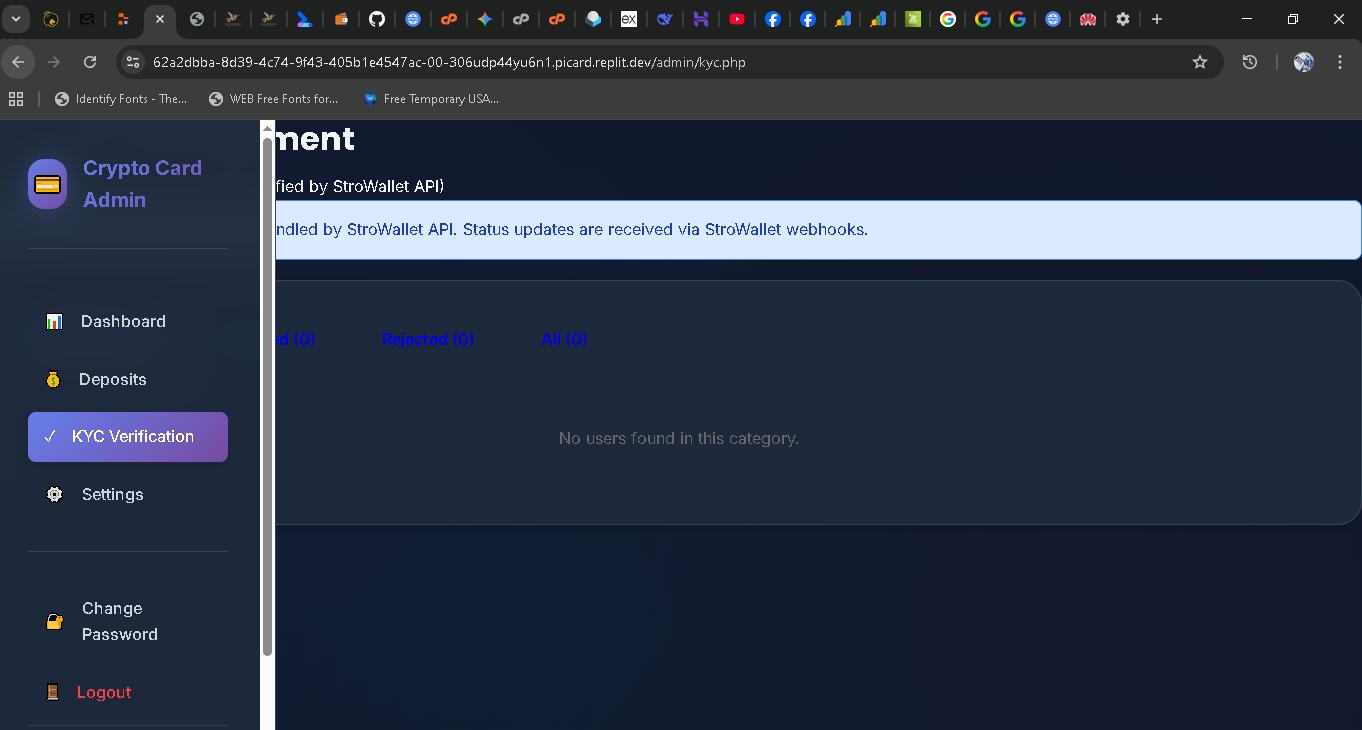 62a2dbba-8d39-4c74-9f43-405b1e4547ac-00-306udp44yu6n1.picard.replit.dev/admin/kyc.php
Identify Fonts - The...
WEB Free Fonts for...
Free Temporary USA...
Crypto Card
Admin
Dashboard
Deposits
KYC Verification
Settings
Change
Password
Logout
ment
fied by StroWallet API)
ndled by StroWallet API. Status updates are received via StroWallet webhooks.
ed (0) Rejected (0) All (0)
No users found in this category.